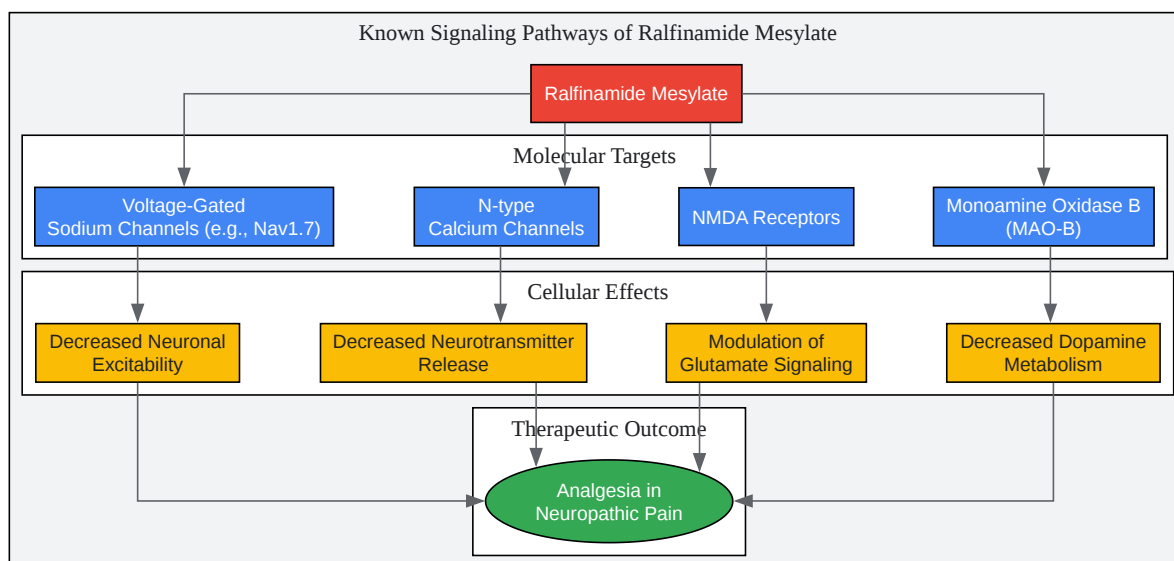 Known Signaling Pathways of Ralfinamide Mesylate
Ralfinamide Mesylate
Molecular Targets
Voltage-Gated
Sodium Channels (e.g., Nav1.7)
N-type
Calcium Channels
NMDA Receptors
Monoamine Oxidase B
(MAO-B)
Cellular Effects
Decreased Neuronal
Excitability
Decreased Neurotransmitter
Release
Modulation of
Glutamate Signaling
Decreased Dopamine
Metabolism
Therapeutic Outcome
Analgesia in
Neuropathic Pain